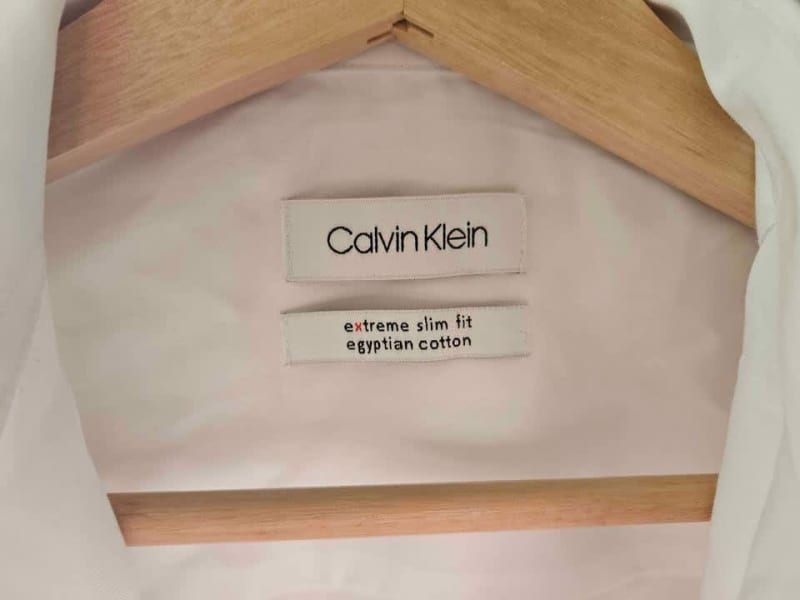 Calvin Klein
extreme slim fit
egyptian cotton